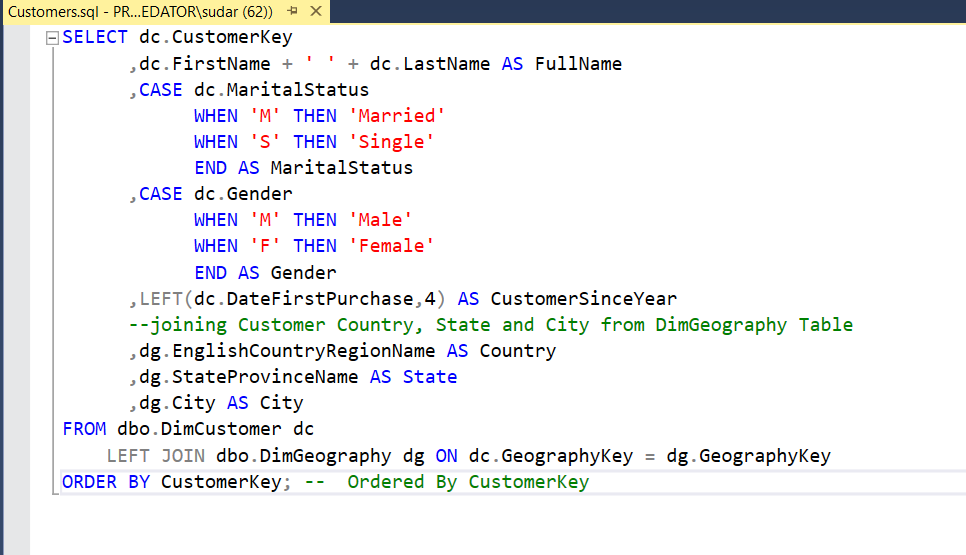 Customers.sql - PR...EDATOR\sudar (62))
SELECT dc.CustomerKey
,dc.FirstName + ' ' + dc.LastName AS FullName
,CASE dc.MaritalStatus
WHEN 'M' THEN 'Married'
WHEN 'S' THEN 'Single'
END AS MaritalStatus
,CASE dc.Gender
WHEN 'M' THEN 'Male'
WHEN 'F' THEN 'Female'
END AS Gender
,LEFT(dc.DateFirstPurchase,4) AS CustomerSinceYear
--joining Customer Country, State and City from DimGeography Table
,dg.EnglishCountryRegionName AS Country
,dg.StateProvinceName AS State
,dg.City AS City
FROM dbo.DimCustomer dc
LEFT JOIN dbo.DimGeography dg ON dc.GeographyKey = dg.GeographyKey
ORDER BY CustomerKey; --  Ordered By CustomerKey